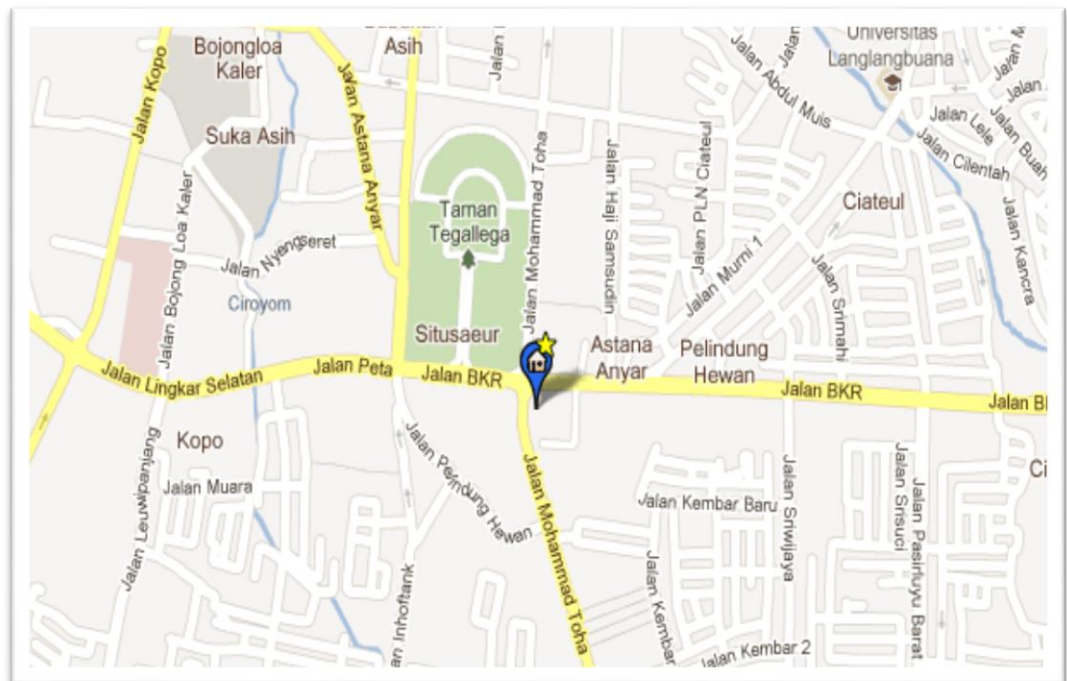 Bojongloa
Kaler
Asih
Universitas
Langlangbuana
Jalan Kopo
Jalan Astana Anyar
Jalan Abdul Muis
Jalan Lele
Jalan Buah
Jalan Cilentah
Suka Asih
Jalan Mohammad Toha
Jalan Haji Samsudin
Jalan PLN Ciateul
Ciateul
Taman
Tegallega
Jalan Kancra
Jalan Bojong Loa Kaler
Jalan Nyengseret
Jalan Murni 1
Jalan Srimahi
Ciroyom
Situsaeur
Astana
Anyar
Pelindung
Hewan
Jalan Lingkar Selatan
Jalan Peta
Jalan BKR
Jalan BKR
Jalan B
Kopo
Jalan Muara
Jalan Leuwipanjang
Jalan Pelindung Hewan
Jalan Mohammad Toha
Jalan Kembar Baru
Jalan Sriwijaya
Jalan Srisuci
Jalan Pasirluyu Barat
Ci
an Inhoftank
Jalan Kembar
Jalan Kembar 2